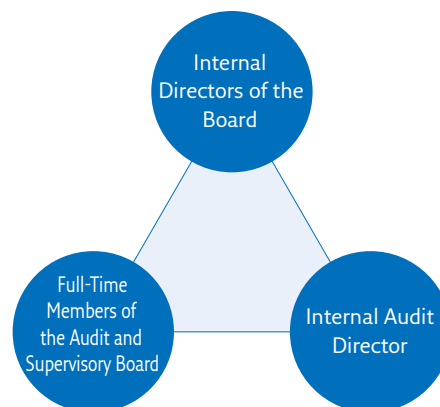 Internal
Directors of the
Board
Full-Time
Members of
the Audit and
Supervisory Board
Internal Audit
Director